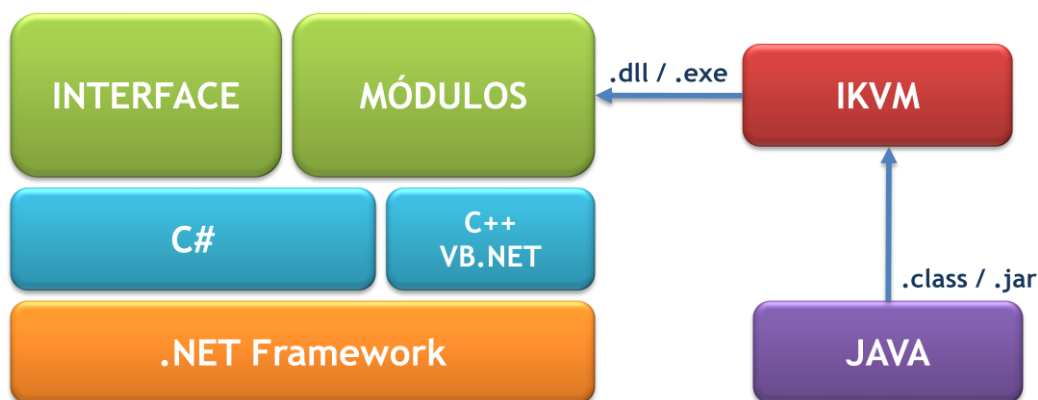 INTERFACE
MÓDULOS
.dll / .exe
IKVM
C#
C++
VB.NET
.class / .jar
.NET Framework
JAVA